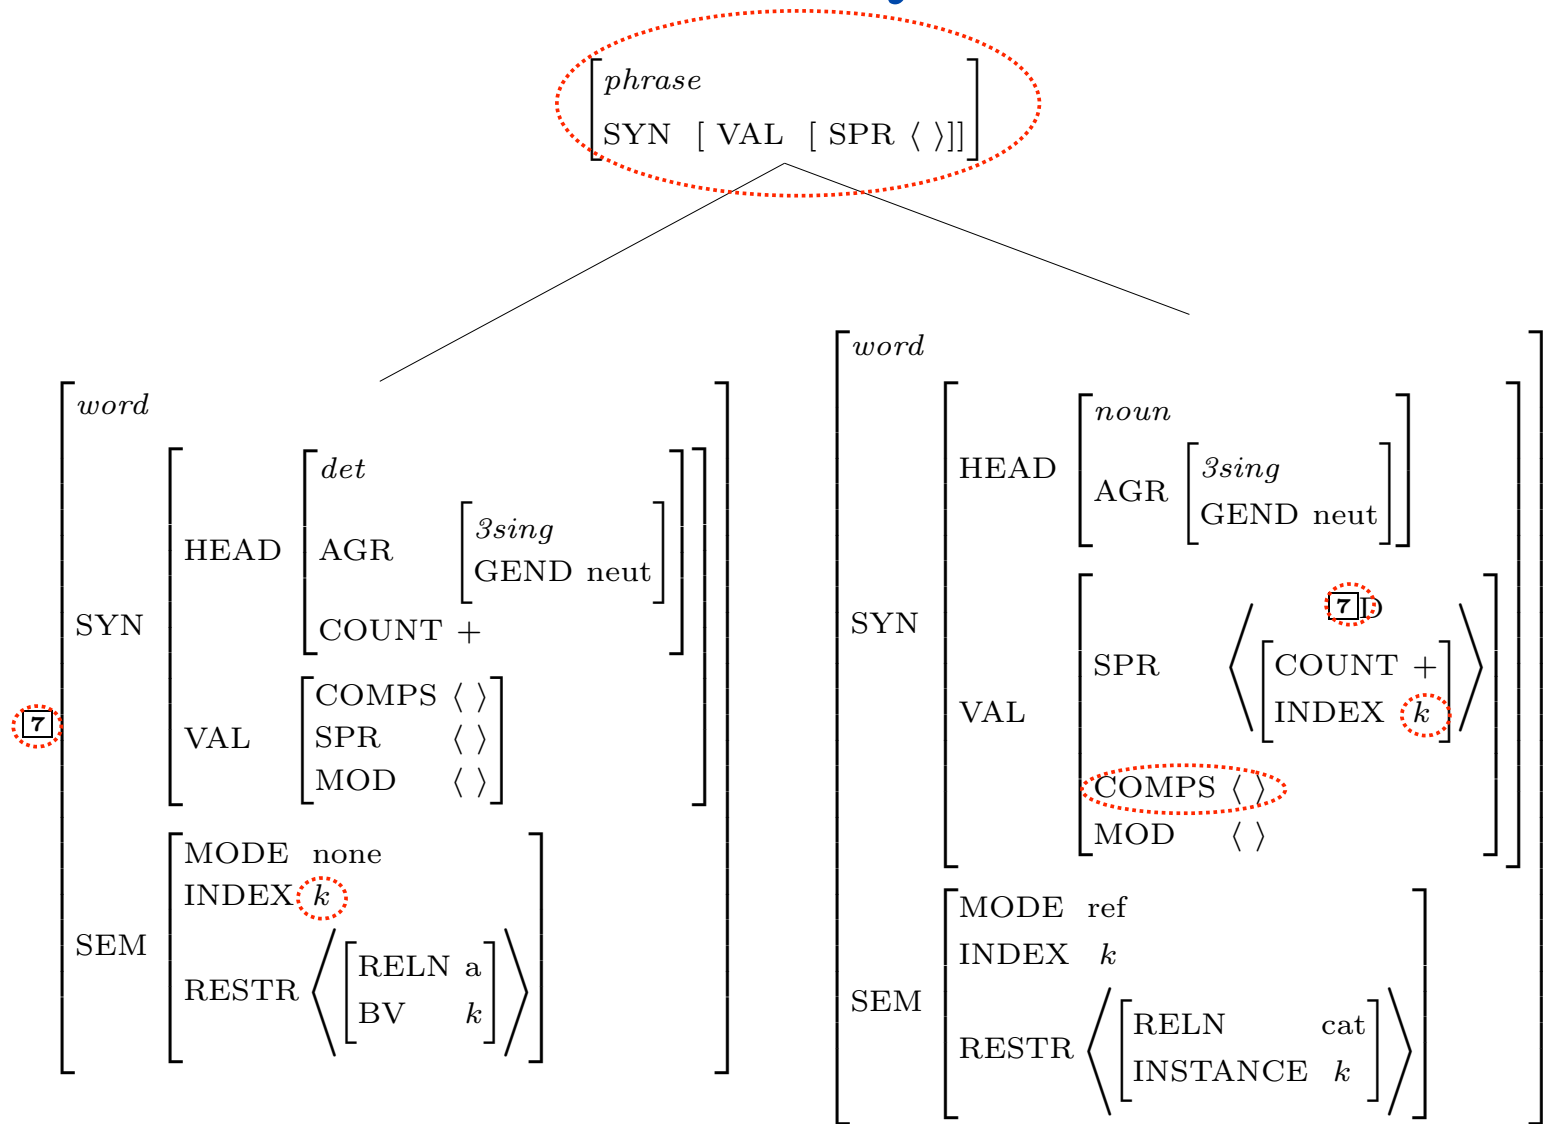 phrase
SYN [ VAL [ SPR ⟨ ⟩]]
word
SYN
HEAD
det
AGR
3sing
GEND neut
COUNT +
VAL
COMPS ⟨ ⟩
SPR ⟨ ⟩
MOD ⟨ ⟩
7
SEM
MODE none
INDEX k
RESTR
RELN a
BV k
word
SYN
HEAD
noun
AGR
3sing
GEND neut
VAL
SPR
7 D
COUNT +
INDEX k
COMPS ⟨ ⟩
MOD ⟨ ⟩
SEM
MODE ref
INDEX k
RESTR
RELN cat
INSTANCE k